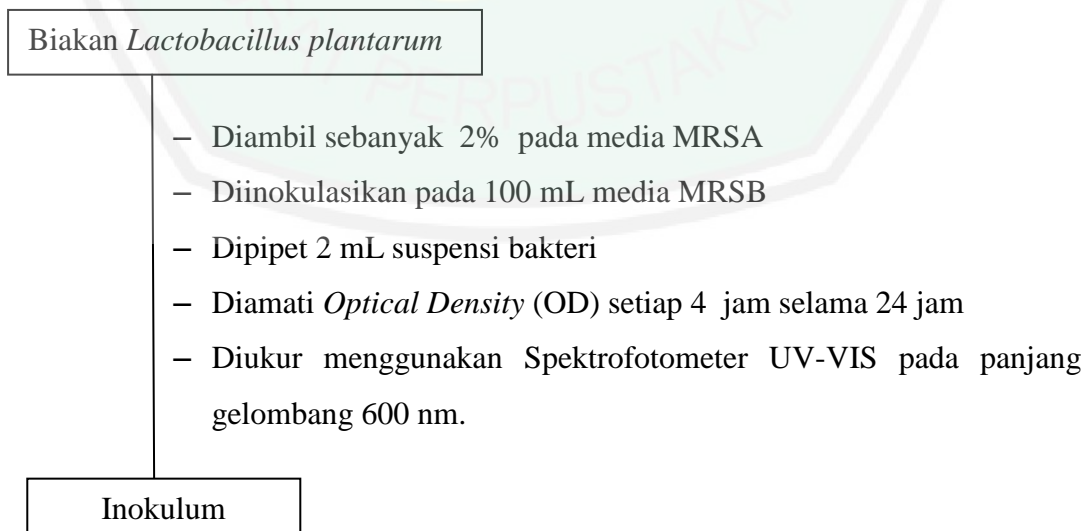 Biakan Lactobacillus plantarum
– Diambil sebanyak 2% pada media MRSA
– Diinokulasikan pada 100 mL media MRSB
– Dipipet 2 mL suspensi bakteri
– Diamati Optical Density (OD) setiap 4 jam selama 24 jam
– Diukur menggunakan Spektrofotometer UV-VIS pada panjang
gelombang 600 nm.
Inokulum